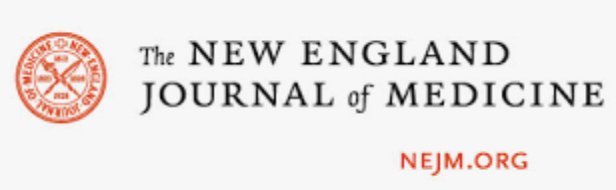 The NEW ENGLAND
JOURNAL of MEDICINE
NEJM.ORG